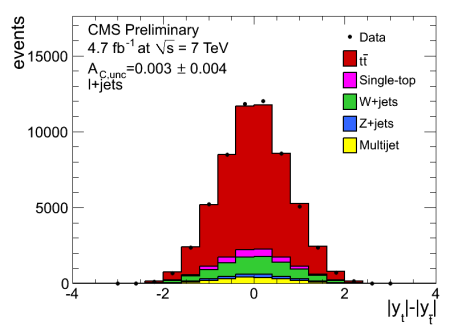 events
CMS Preliminary
4.7 fb⁻¹ at √s = 7 TeV
A_C,unc=0.003 ± 0.004
l+jets
Data
tt̄
Single-top
W+jets
Z+jets
Multijet
15000
10000
5000
0
-4 -2 0 2 4
|y_t|-|y_t̄|